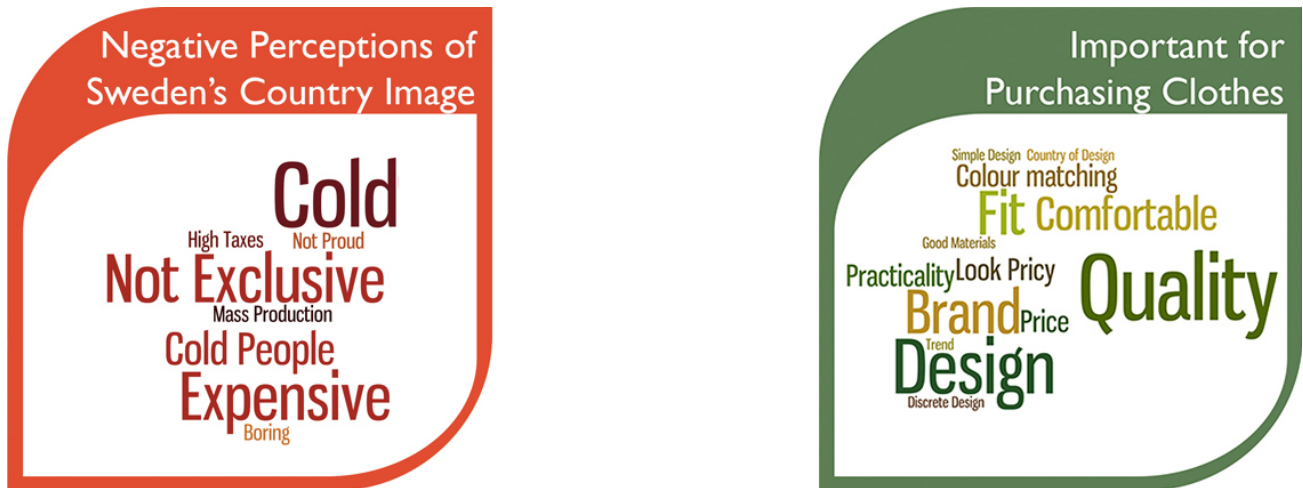 Negative Perceptions of
Sweden's Country Image
Cold
High Taxes Not Proud
Not Exclusive
Mass Production
Cold People
Expensive
Boring
Important for
Purchasing Clothes
Simple Design Country of Design
Colour matching
Fit Comfortable
Good Materials
Practicality Look Pricy
Quality
Brand Price
Trend
Design
Discrete Design